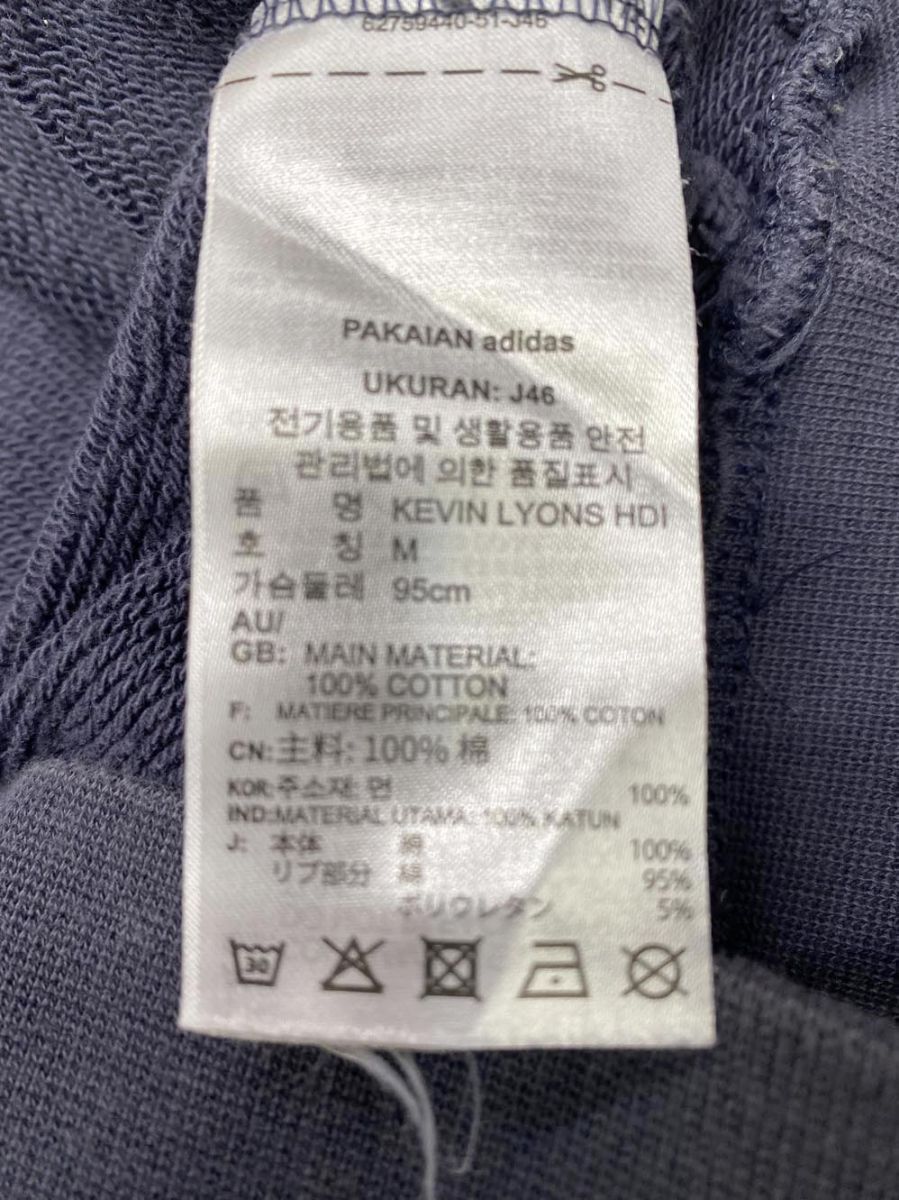 62759440-51-J46
PAKAIAN adidas
UKURAN: J46
전기용품 및 생활용품 안전
관리법에 의한 품질표시
품 명 KEVIN LYONS HDI
호 칭 M
가슴둘레 95cm
AU/
GB: MAIN MATERIAL:
100% COTTON
F: MATIERE PRINCIPALE: 100% COTON
CN:主料: 100% 棉
KOR:주소재: 면 100%
IND:MATERIAL UTAMA: 100% KATUN
J: 本体 綿 100%
リブ部分 綿 95%
ポリウレタン 5%
30